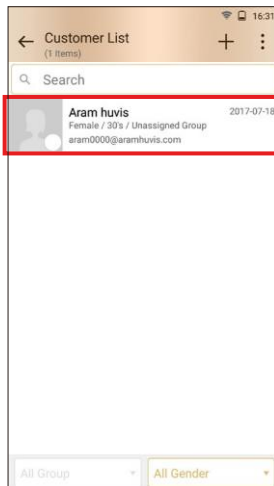 16:31
Customer List
(1 Items)
Search
Aram huvis 2017-07-18
Female / 30's / Unassigned Group
aram0000@aramhuvis.com
All Group All Gender